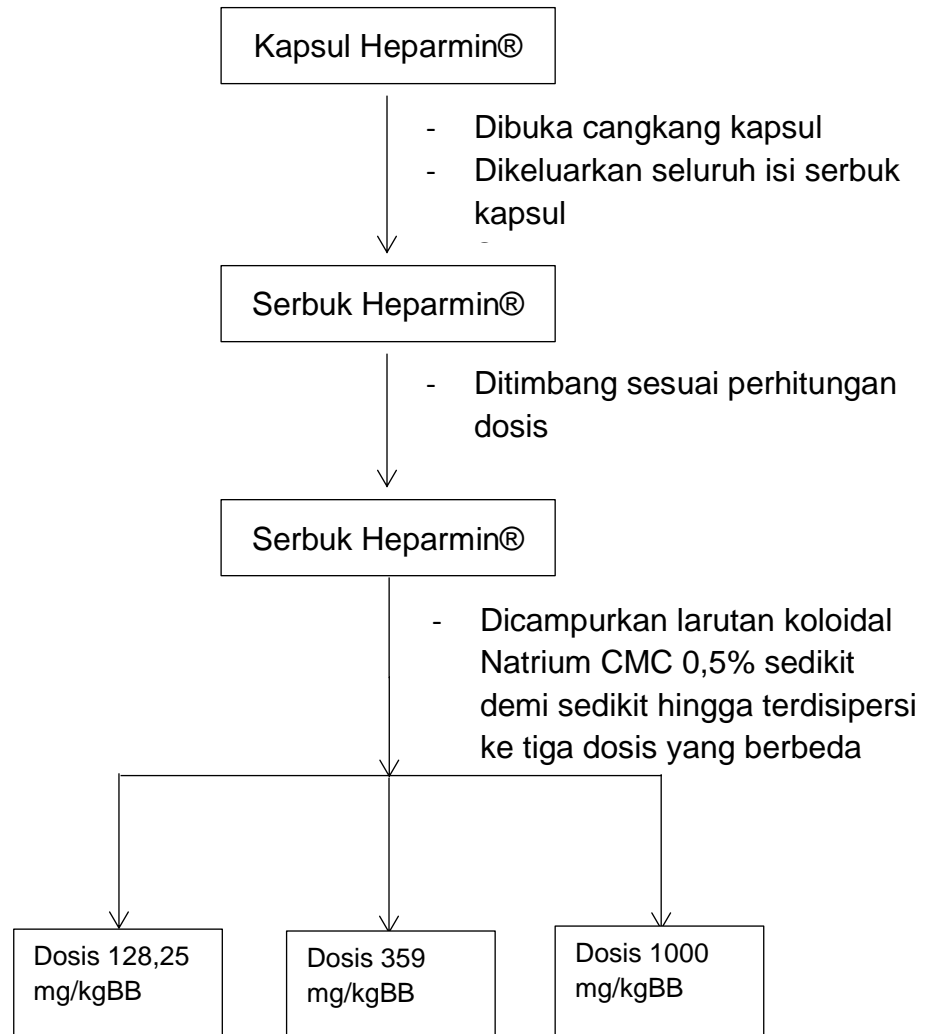 Kapsul Heparmin®
- Dibuka cangkang kapsul
- Dikeluarkan seluruh isi serbuk
kapsul
Serbuk Heparmin®
- Ditimbang sesuai perhitungan
dosis
Serbuk Heparmin®
- Dicampurkan larutan koloidal
Natrium CMC 0,5% sedikit
demi sedikit hingga terdisipersi
ke tiga dosis yang berbeda
Dosis 128,25
mg/kgBB
Dosis 359
mg/kgBB
Dosis 1000
mg/kgBB